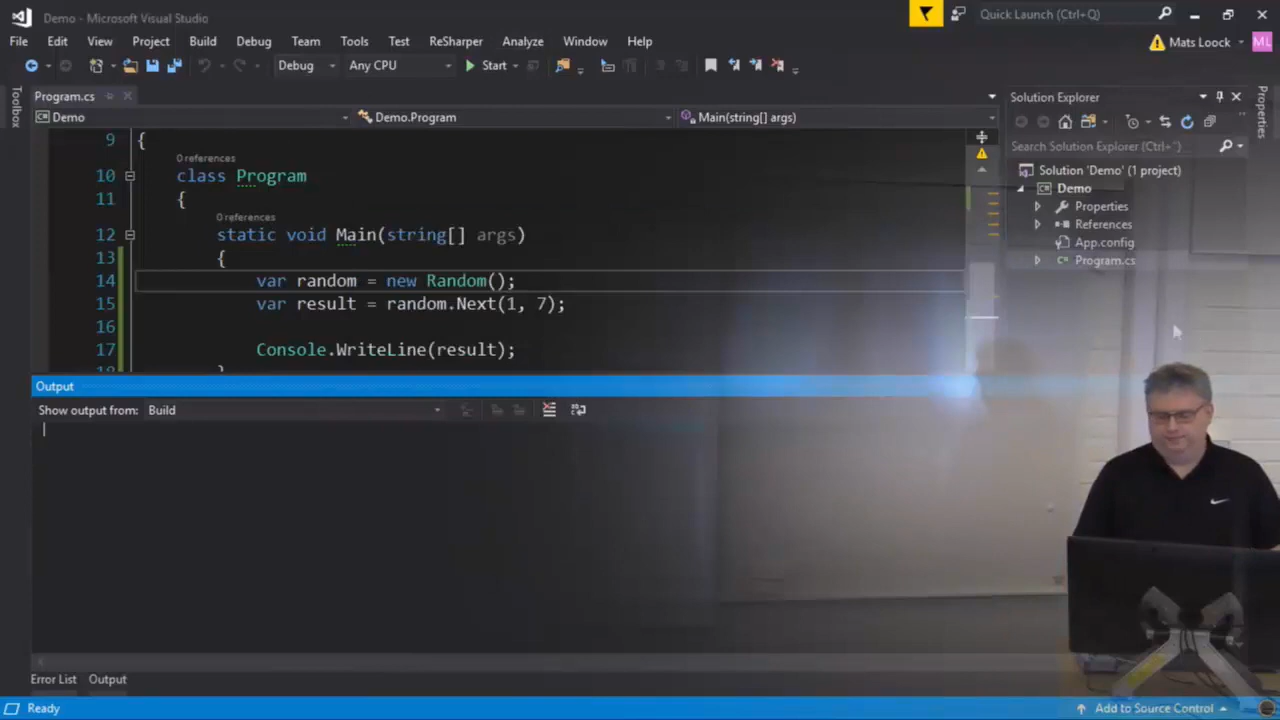 Demo - Microsoft Visual Studio
Quick Launch (Ctrl+Q)
File Edit View Project Build Debug Team Tools Test ReSharper Analyze Window Help
Mats Loock ML
Debug Any CPU Start
Toolbox
Program.cs
Solution Explorer
Properties
Demo Demo.Program Main(string[] args)
Search Solution Explorer (Ctrl+¨)
Solution 'Demo' (1 project)
Demo
Properties
References
App.config
Program.cs
9 {
0 references
10 class Program
11 {
0 references
12 static void Main(string[] args)
13 {
14 var random = new Random();
15 var result = random.Next(1, 7);
16
17 Console.WriteLine(result);
Output
Show output from: Build
Error List Output
Ready
Add to Source Control